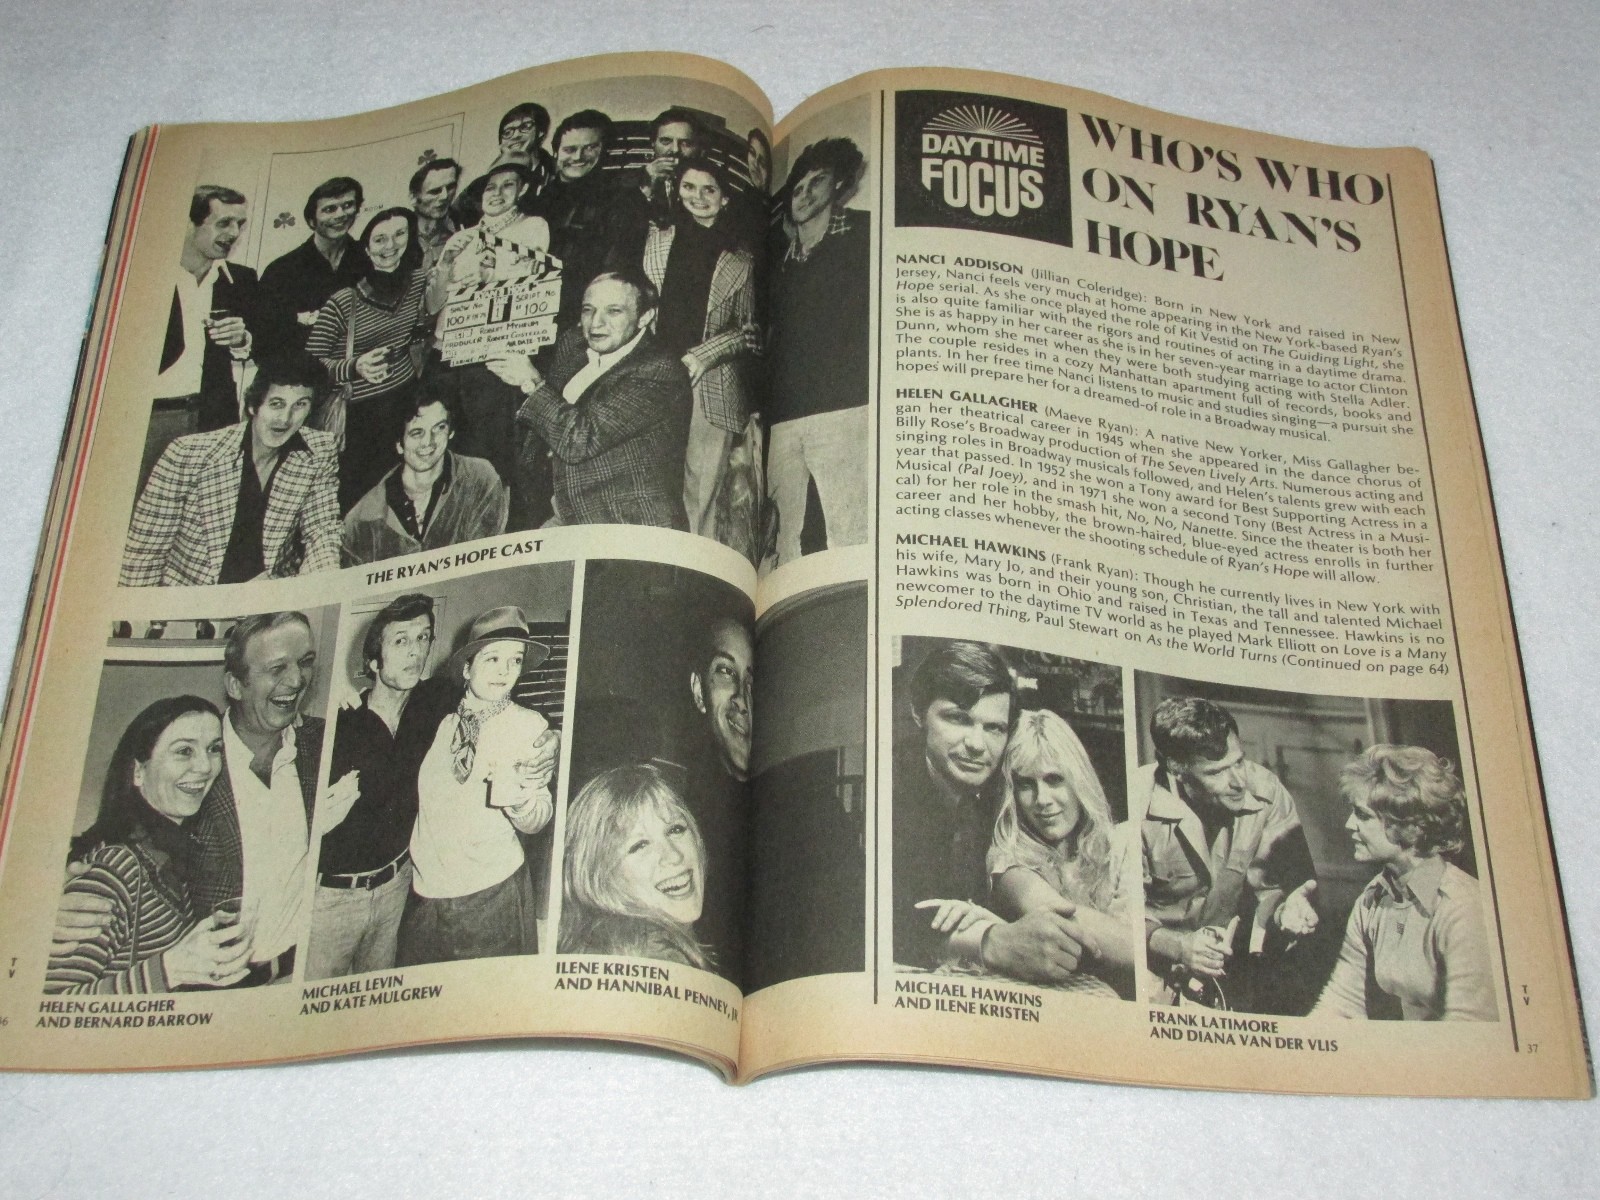 ROOM
RYAN'S HOPE
SHOW No. SCRIPT No.
100 # 100
ROBERT MYHRUM
PRODUCER ROBERT COSTELLO
AIR DATE TBA
THE RYAN'S HOPE CAST
HELEN GALLAGHER
AND BERNARD BARROW
MICHAEL LEVIN
AND KATE MULGREW
ILENE KRISTEN
AND HANNIBAL PENNEY, JR
T
V
DAYTIME
FOCUS
WHO'S WHO
ON RYAN'S
HOPE
NANCI ADDISON (Jillian Coleridge): Born in New York and raised in New
Jersey, Nanci feels very much at home appearing in the New York-based Ryan's
Hope serial. As she once played the role of Kit Vestid on The Guiding Light, she
is also quite familiar with the rigors and routines of acting in a daytime drama.
She is as happy in her career as she is in her seven-year marriage to actor Clinton
Dunn, whom she met when they were both studying acting with Stella Adler.
The couple resides in a cozy Manhattan apartment full of records, books and
plants. In her free time Nanci listens to music and studies singing—a pursuit she
hopes will prepare her for a dreamed-of role in a Broadway musical.
HELEN GALLAGHER (Maeve Ryan): A native New Yorker, Miss Gallagher be-
gan her theatrical career in 1945 when she appeared in the dance chorus of
Billy Rose's Broadway production of The Seven Lively Arts. Numerous acting and
singing roles in Broadway musicals followed, and Helen's talents grew with each
year that passed. In 1952 she won a Tony award for Best Supporting Actress in a
Musical (Pal Joey), and in 1971 she won a second Tony (Best Actress in a Musi-
cal) for her role in the smash hit, No, No, Nanette. Since the theater is both her
career and her hobby, the brown-haired, blue-eyed actress enrolls in further
acting classes whenever the shooting schedule of Ryan's Hope will allow.
MICHAEL HAWKINS (Frank Ryan): Though he currently lives in New York with
his wife, Mary Jo, and their young son, Christian, the tall and talented Michael
Hawkins was born in Ohio and raised in Texas and Tennessee. Hawkins is no
newcomer to the daytime TV world as he played Mark Elliott on Love is a Many
Splendored Thing, Paul Stewart on As the World Turns (Continued on page 64)
MICHAEL HAWKINS
AND ILENE KRISTEN
FRANK LATIMORE
AND DIANA VAN DER VLIS
T
V
37